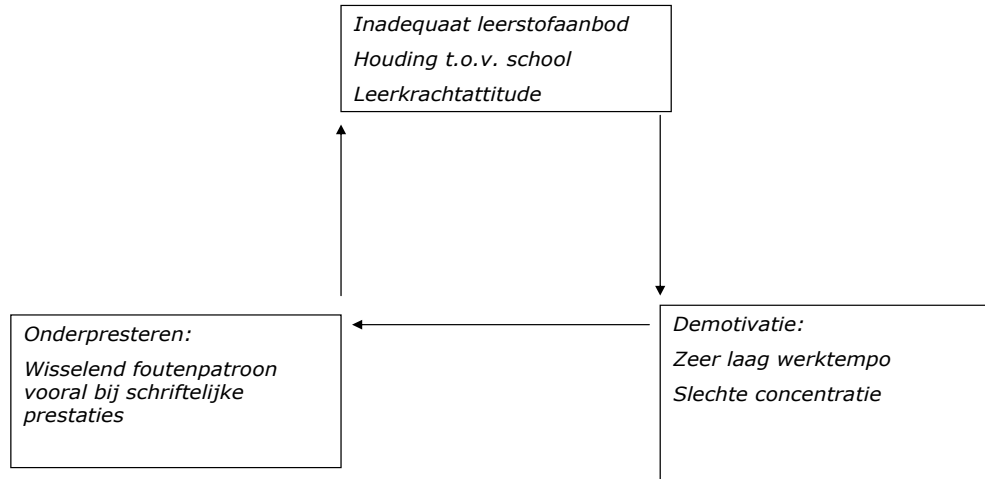 Inadequaat leerstofaanbod
Houding t.o.v. school
Leerkrachtattitude
Onderpresteren:
Wisselend foutenpatroon
vooral bij schriftelijke
prestaties
Demotivatie:
Zeer laag werktempo
Slechte concentratie